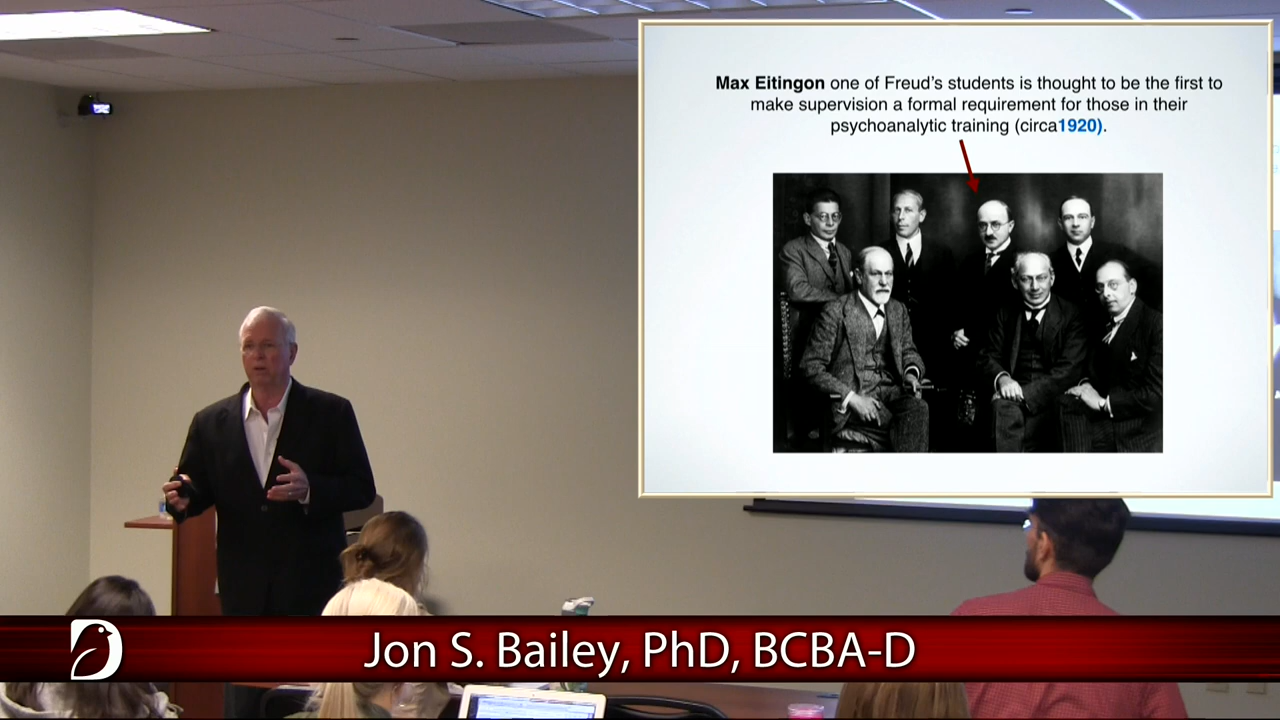 Max Eitingon one of Freud's students is thought to be the first to
make supervision a formal requirement for those in their
psychoanalytic training (circa1920).
Jon S. Bailey, PhD, BCBA-D